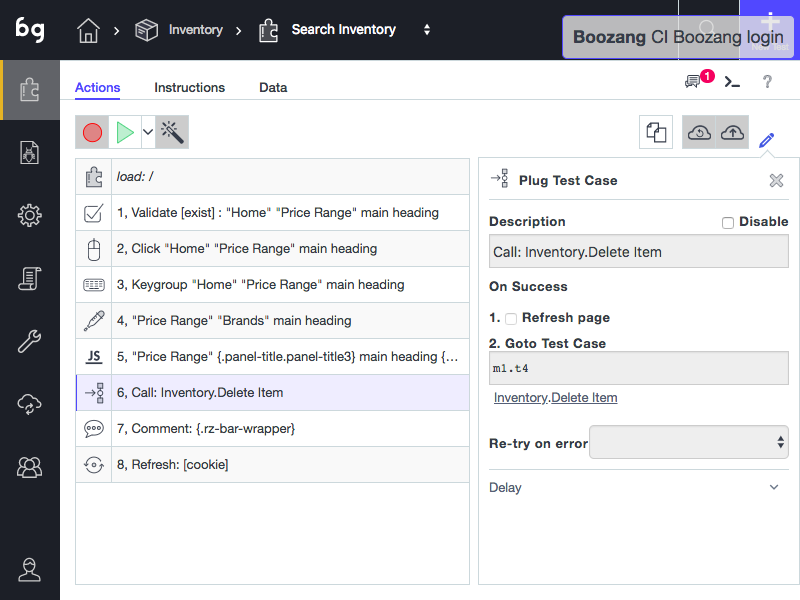 bg
Inventory
Search Inventory
Boozang CI Boozang login
Actions
Instructions
Data
1
?
load: /
1, Validate [exist] : "Home" "Price Range" main heading
2, Click "Home" "Price Range" main heading
3, Keygroup "Home" "Price Range" main heading
4, "Price Range" "Brands" main heading
JS
5, "Price Range" {.panel-title.panel-title3} main heading {...
6, Call: Inventory.Delete Item
7, Comment: {.rz-bar-wrapper}
8, Refresh: [cookie]
Plug Test Case
Description
Disable
Call: Inventory.Delete Item
On Success
1. Refresh page
2. Goto Test Case
m1.t4
Inventory.Delete Item
Re-try on error
Delay